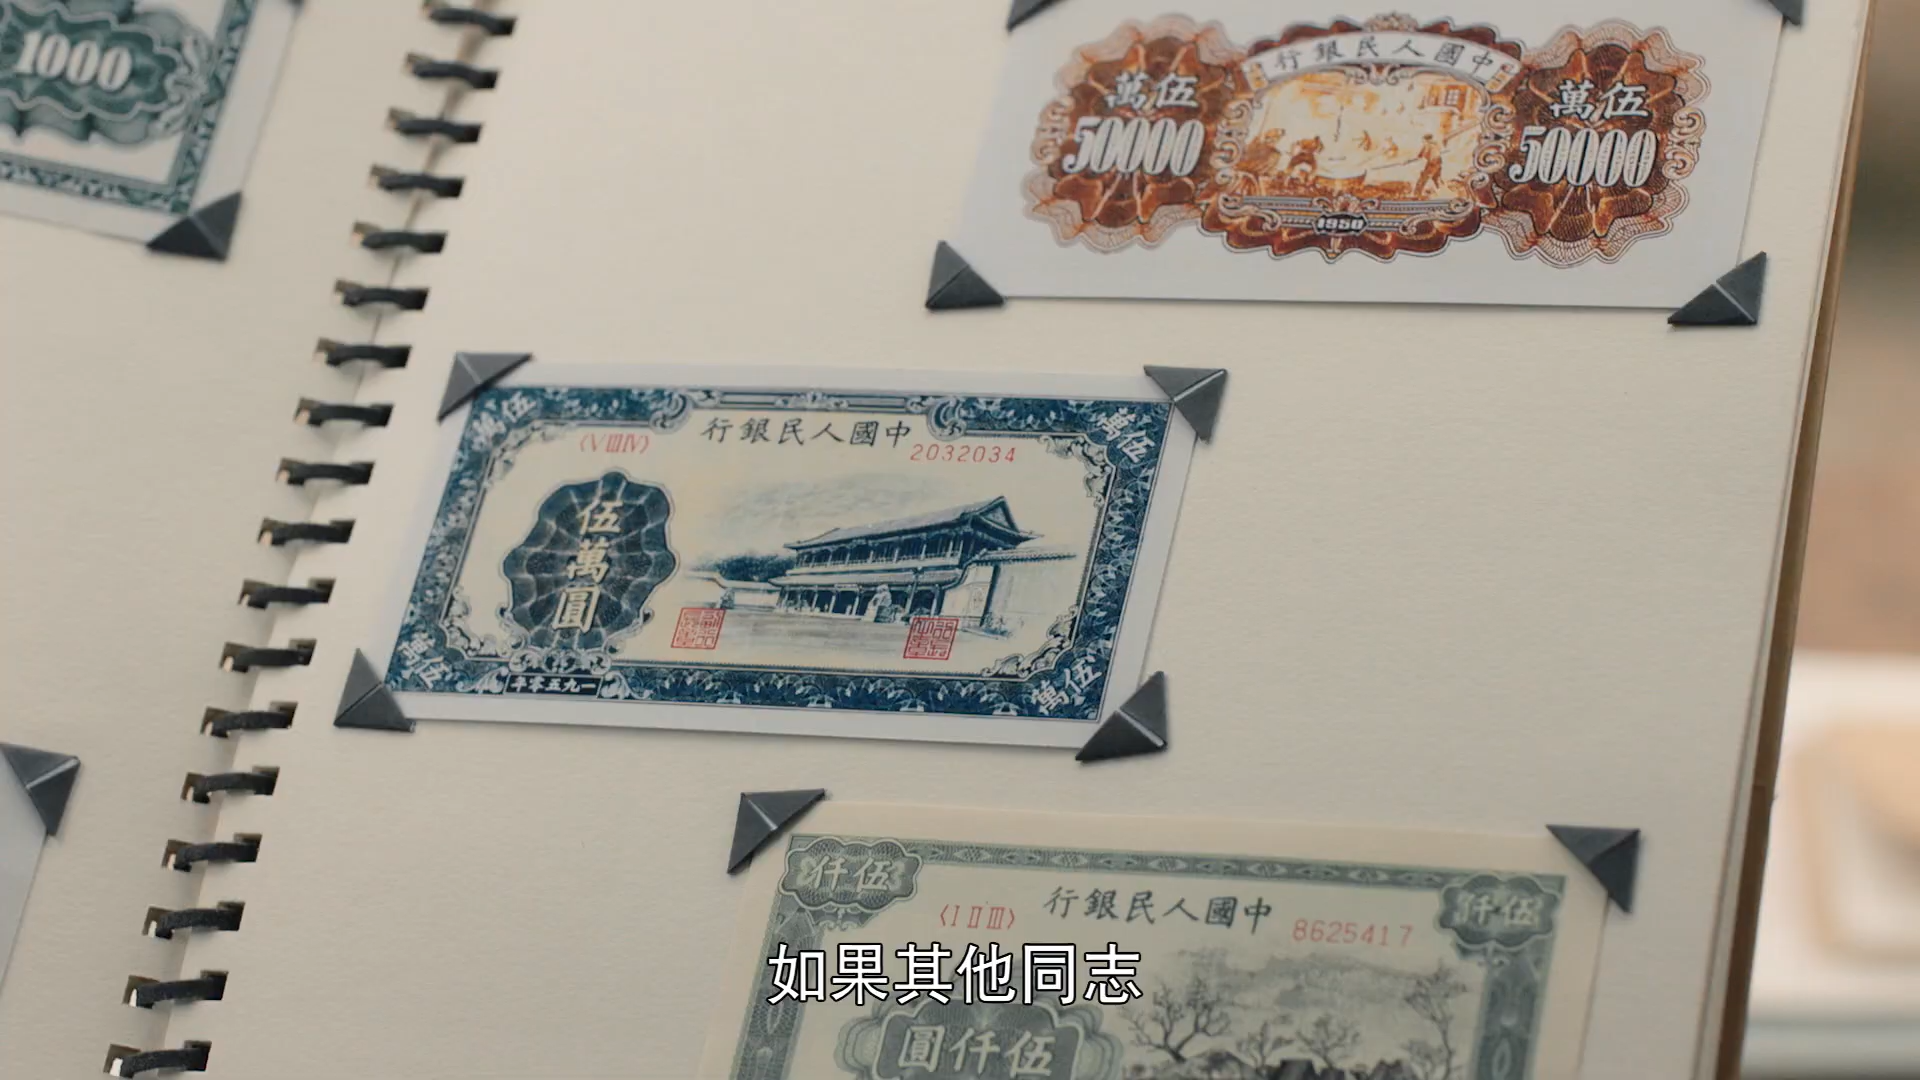 1000
行銀民人國中
萬伍
50000
萬伍
50000
1950
萬伍
行銀民人國中
萬伍
〈V III IV〉
2032034
伍萬圓
萬伍
年零五九一
萬伍
仟伍
行銀民人國中
仟伍
〈I II III〉
8625417
圓仟伍
如果其他同志